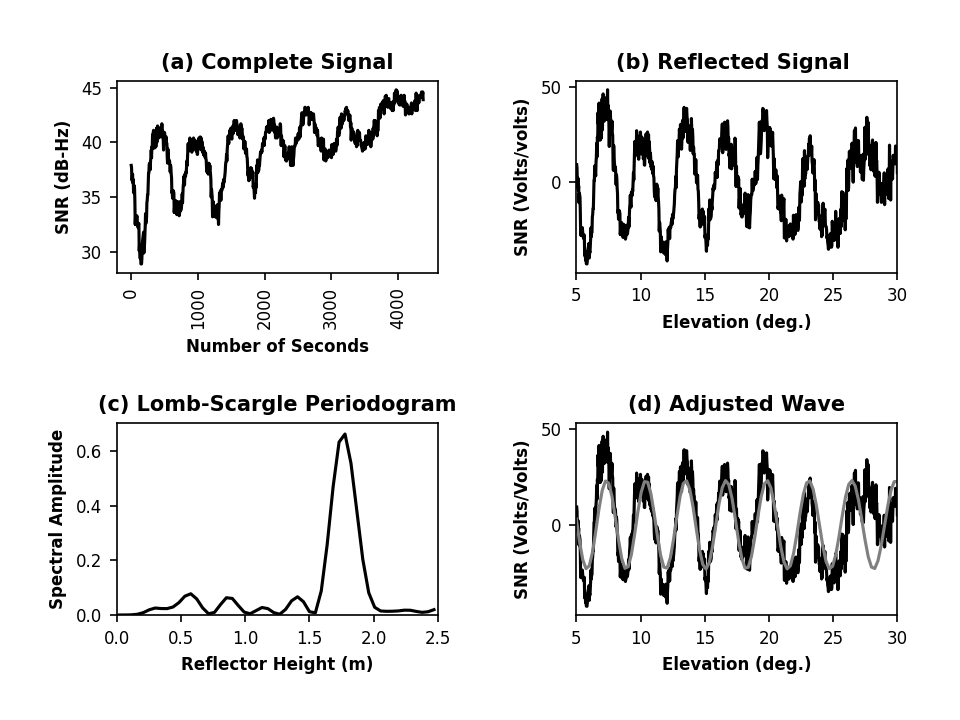 (a) Complete Signal
SNR (dB-Hz)
45
40
35
30
0
1000
2000
3000
4000
Number of Seconds
(b) Reflected Signal
SNR (Volts/volts)
50
0
5 10 15 20 25 30
Elevation (deg.)
(c) Lomb-Scargle Periodogram
Spectral Amplitude
0.6
0.4
0.2
0.0
0.0 0.5 1.0 1.5 2.0 2.5
Reflector Height (m)
(d) Adjusted Wave
SNR (Volts/Volts)
50
0
5 10 15 20 25 30
Elevation (deg.)